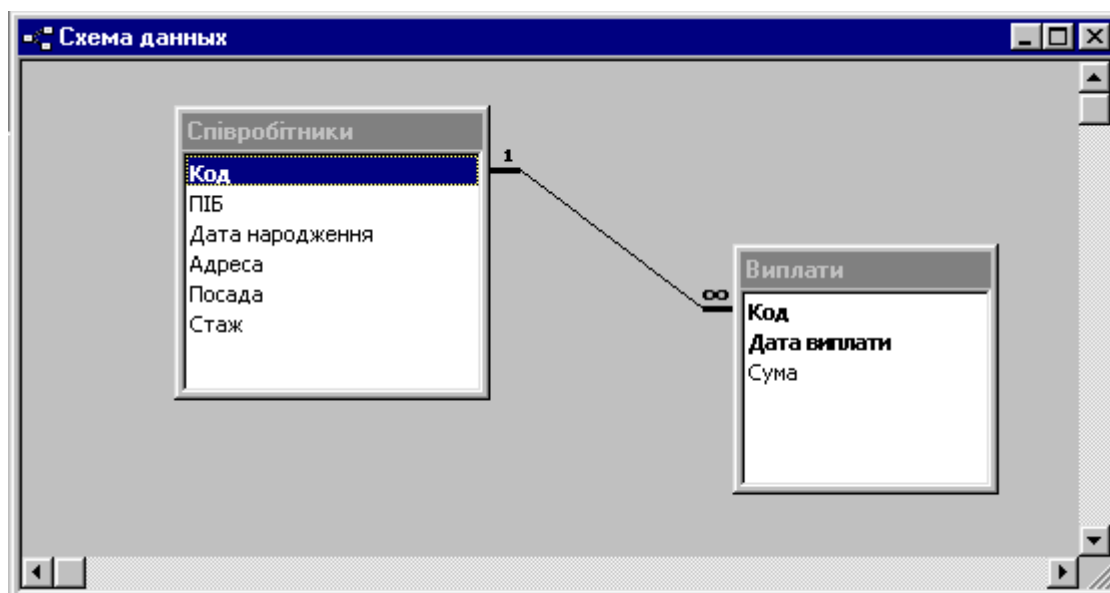 Схема данных
Співробітники
Код
ПІБ
Дата народження
Адреса
Посада
Стаж
1
∞
Виплати
Код
Дата виплати
Сума